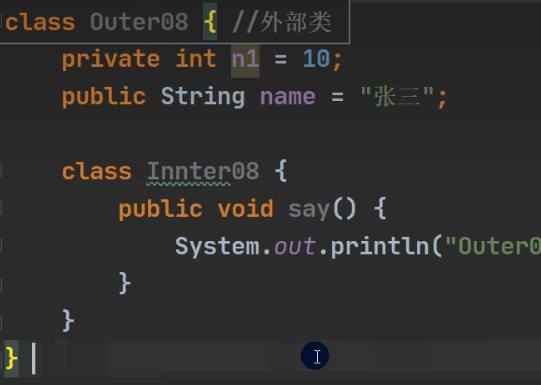 class Outer08 { //外部类
private int n1 = 10;
public String name = "张三";
class Innter08 {
public void say() {
System.out.println("Outer0
}
}
}